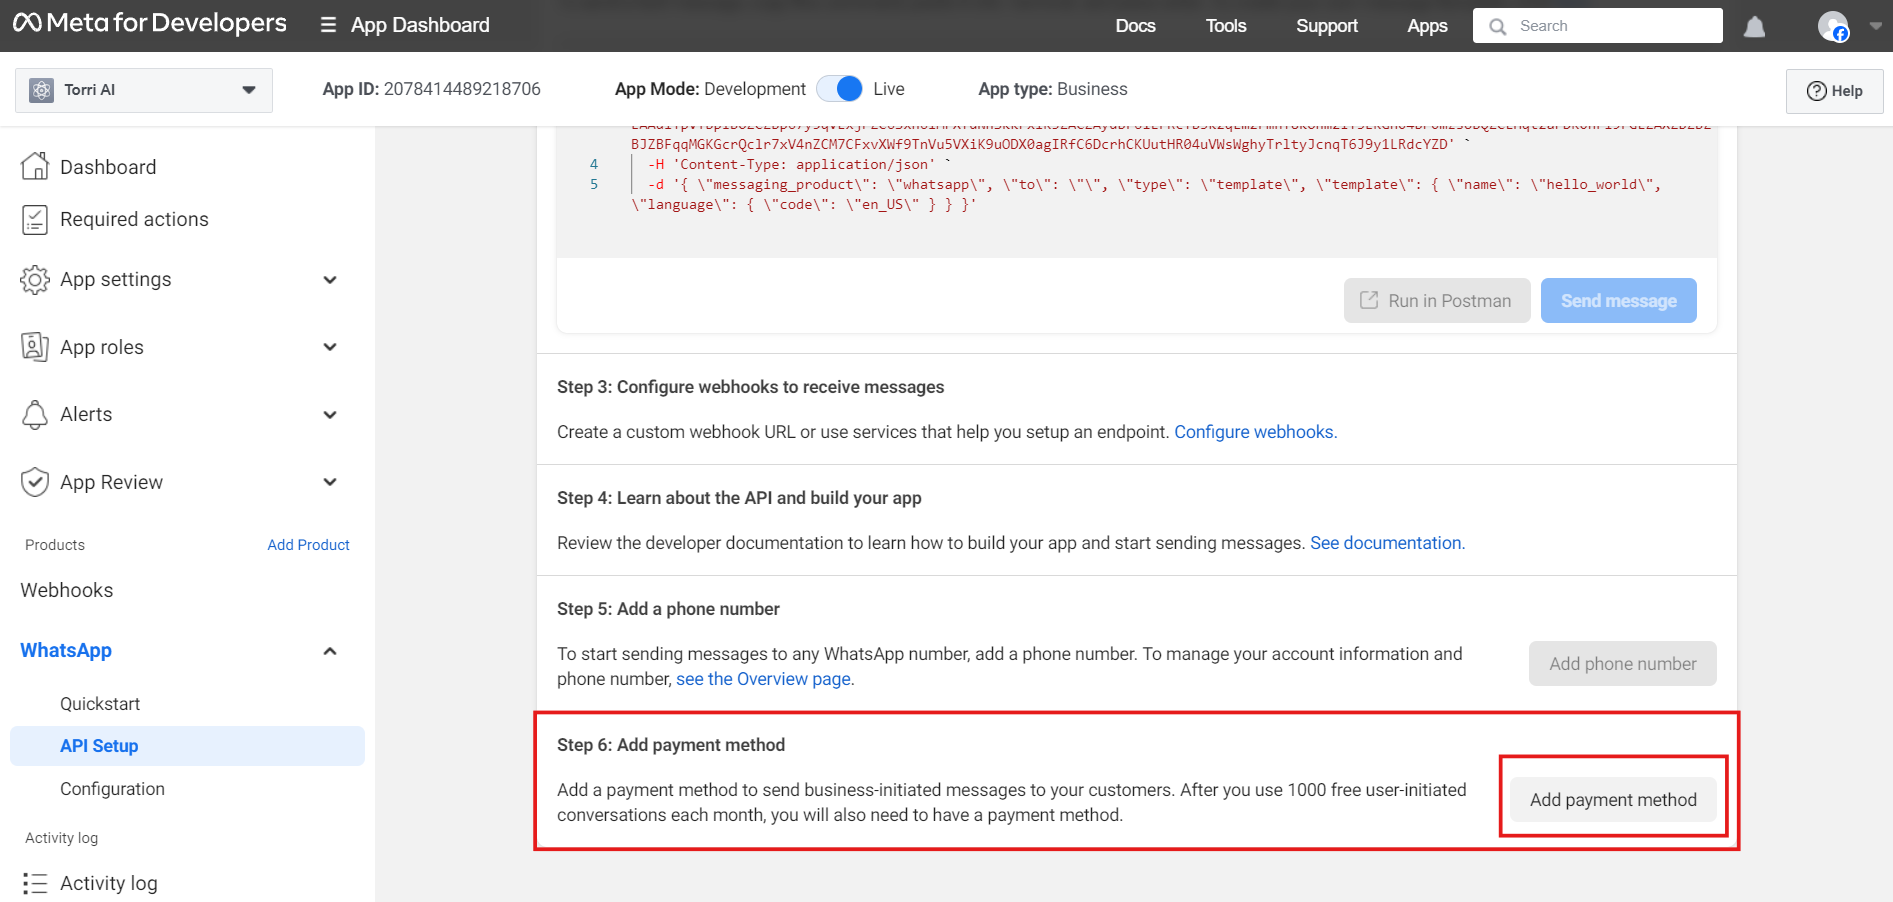 Meta for Developers
App Dashboard
Docs
Tools
Support
Apps
Search
Torri AI
App ID: 2078414489218706
App Mode: Development
Live
App type: Business
Help
Dashboard
Required actions
App settings
App roles
Alerts
App Review
Products
Add Product
Webhooks
WhatsApp
Quickstart
API Setup
Configuration
Activity log
Activity log
BJZBFqqMGKGcrQclr7xV4nZCM7CFxvXWf9TnVu5VXiK9uODX0agIRfC6DcrhCKUutHR04uVWsWghyTrltyJcnqT6J9y1LRdcYZD' `
4 -H 'Content-Type: application/json' `
5 -d '{ \"messaging_product\": \"whatsapp\", \"to\": \"\", \"type\": \"template\", \"template\": { \"name\": \"hello_world\",
\"language\": { \"code\": \"en_US\" } } }'
Run in Postman
Send message
Step 3: Configure webhooks to receive messages
Create a custom webhook URL or use services that help you setup an endpoint. Configure webhooks.
Step 4: Learn about the API and build your app
Review the developer documentation to learn how to build your app and start sending messages. See documentation.
Step 5: Add a phone number
To start sending messages to any WhatsApp number, add a phone number. To manage your account information and
phone number, see the Overview page.
Add phone number
Step 6: Add payment method
Add a payment method to send business-initiated messages to your customers. After you use 1000 free user-initiated
conversations each month, you will also need to have a payment method.
Add payment method